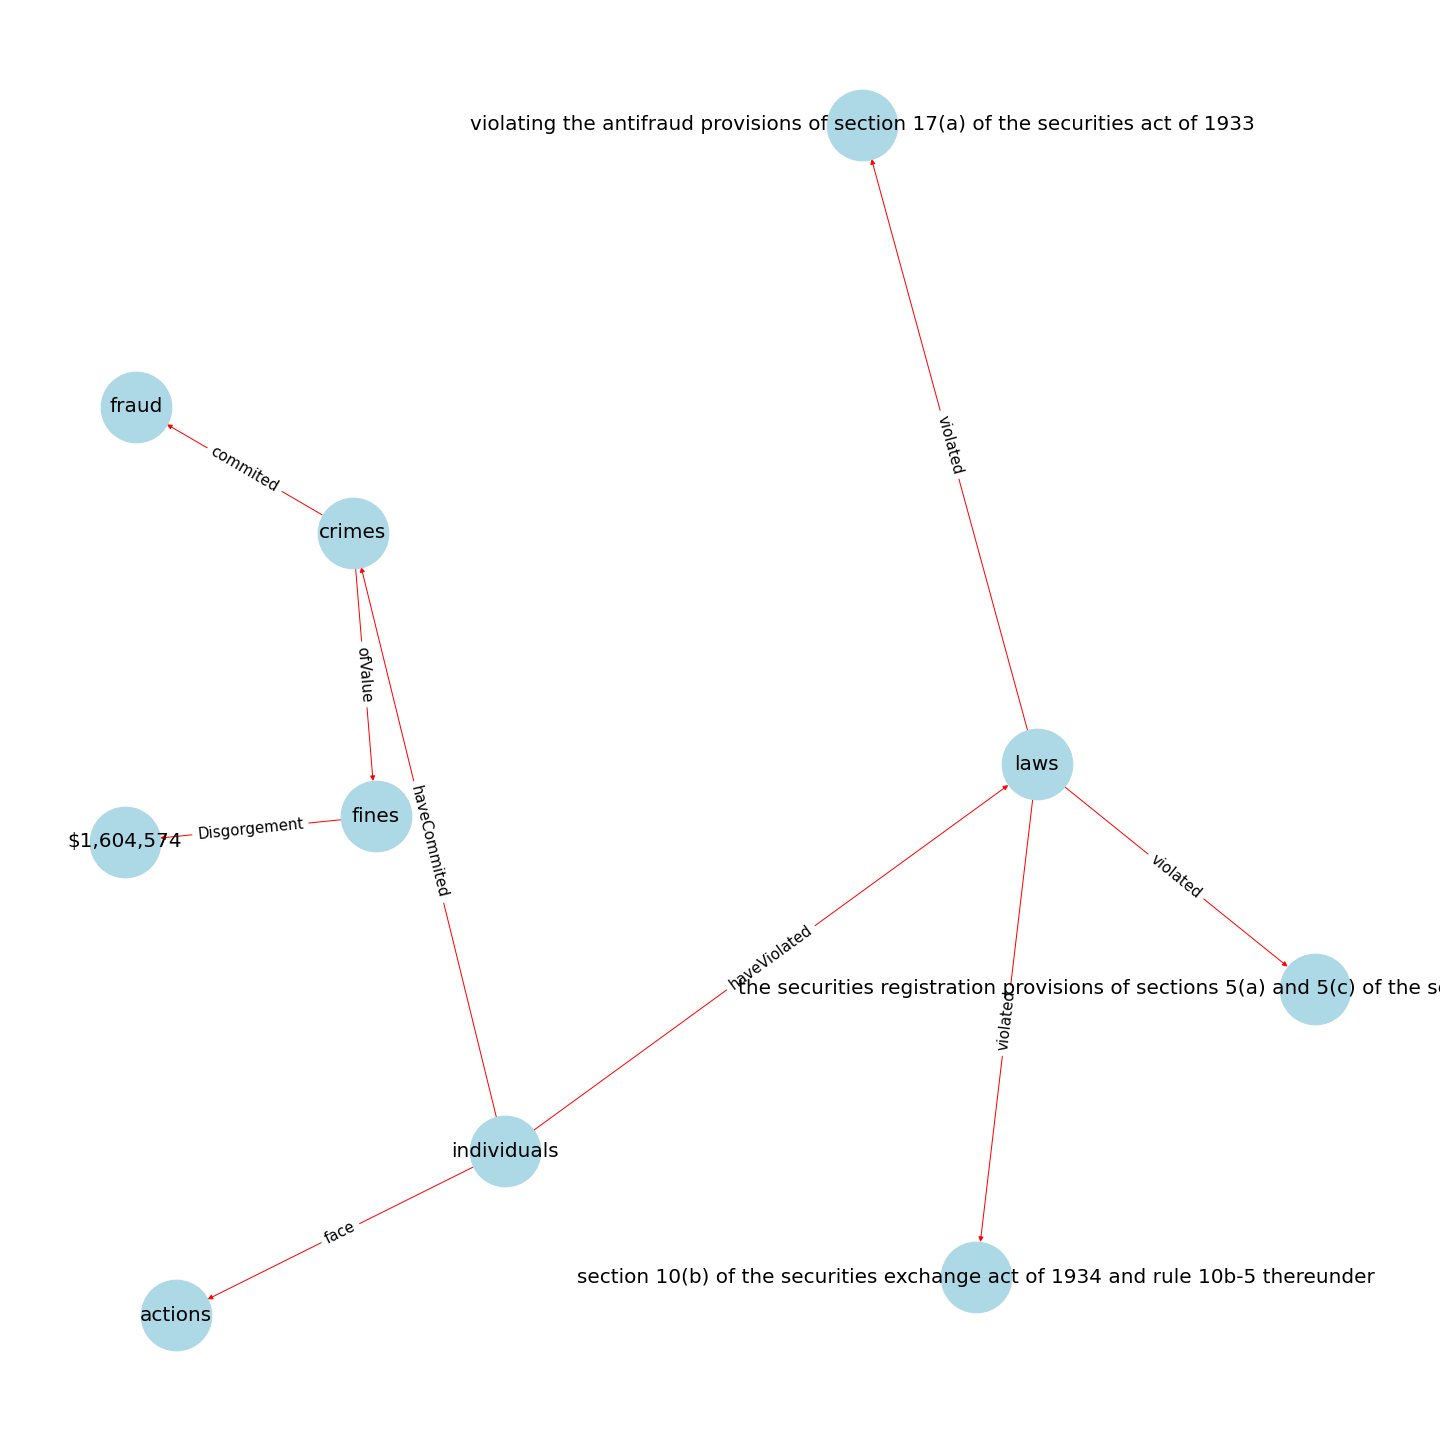 violating the antifraud provisions of section 17(a) of the securities act of 1933
fraud
violated
commited
crimes
ofValue
laws
haveCommited
fines
Disgorgement
$1,604,574
violated
haveViolated
the securities registration provisions of sections 5(a) and 5(c) of the
violated
individuals
face
section 10(b) of the securities exchange act of 1934 and rule 10b-5 thereunder
actions